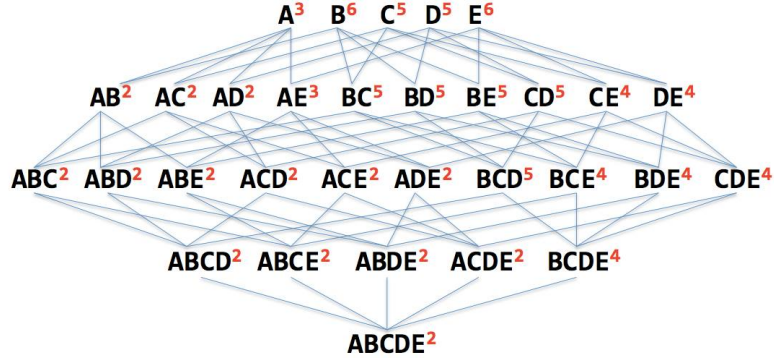 A³ B⁶ C⁵ D⁵ E⁶
AB² AC² AD² AE³ BC⁵ BD⁵ BE⁵ CD⁵ CE⁴ DE⁴
ABC² ABD² ABE² ACD² ACE² ADE² BCD⁵ BCE⁴ BDE⁴ CDE⁴
ABCD² ABCE² ABDE² ACDE² BCDE⁴
ABCDE²